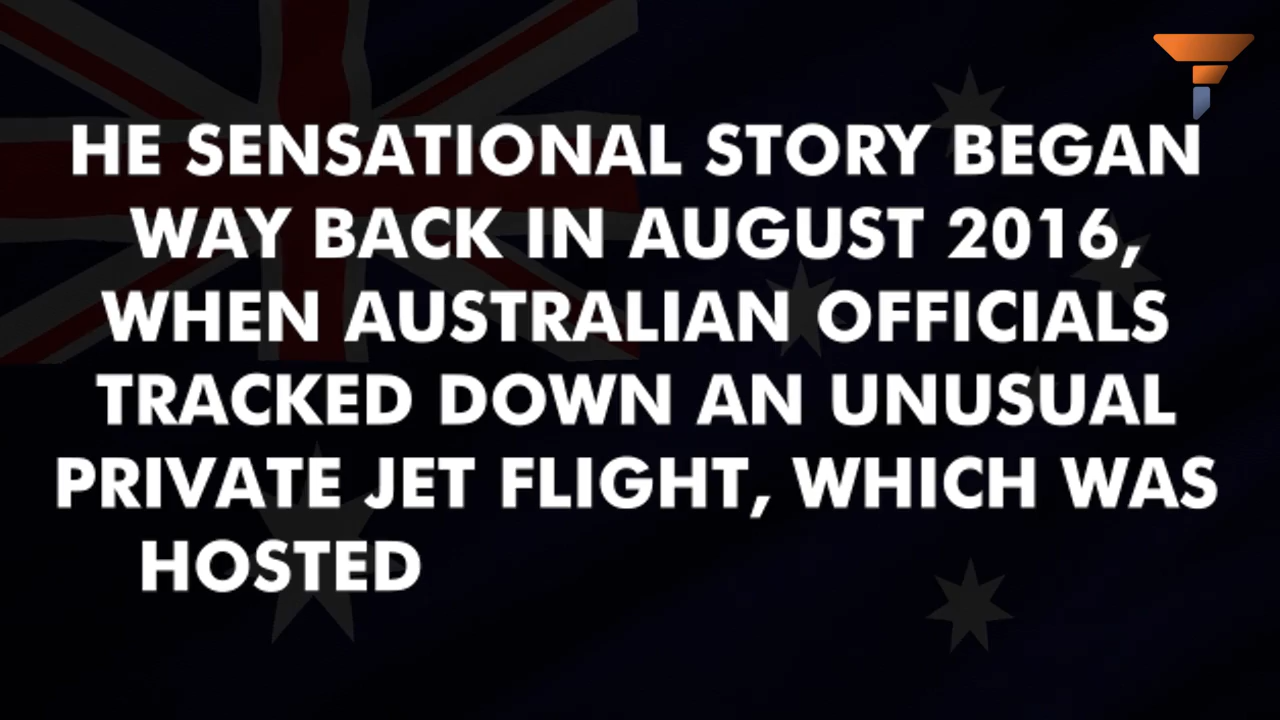 HE SENSATIONAL STORY BEGAN
WAY BACK IN AUGUST 2016,
WHEN AUSTRALIAN OFFICIALS
TRACKED DOWN AN UNUSUAL
PRIVATE JET FLIGHT, WHICH WAS
HOSTED